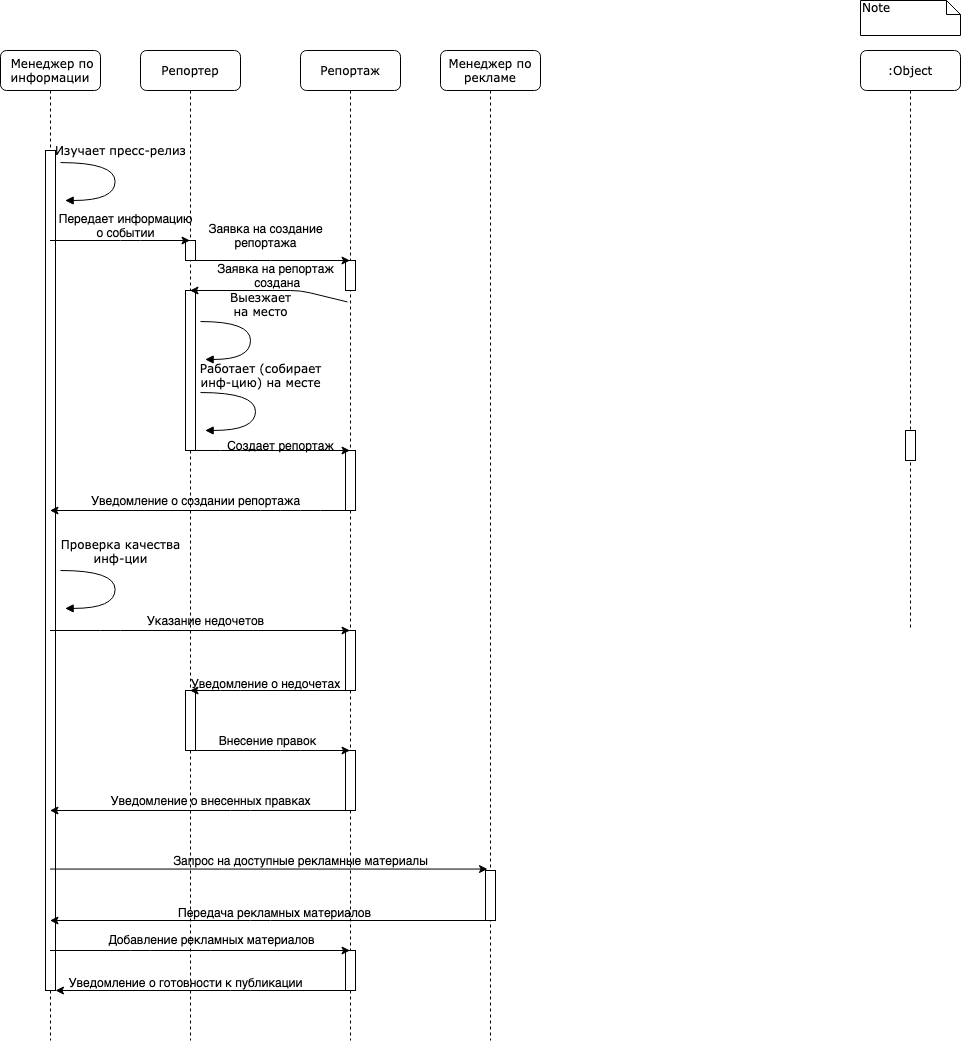 Note
Менеджер по
информации
Репортер
Репортаж
Менеджер по
рекламе
:Object
Изучает пресс-релиз
Передает информацию
о событии
Заявка на создание
репортажа
Заявка на репортаж
создана
Выезжает
на место
Работает (собирает
инф-цию) на месте
Создает репортаж
Уведомление о создании репортажа
Проверка качества
инф-ции
Указание недочетов
Уведомление о недочетах
Внесение правок
Уведомление о внесенных правках
Запрос на доступные рекламные материалы
Передача рекламных материалов
Добавление рекламных материалов
Уведомление о готовности к публикации